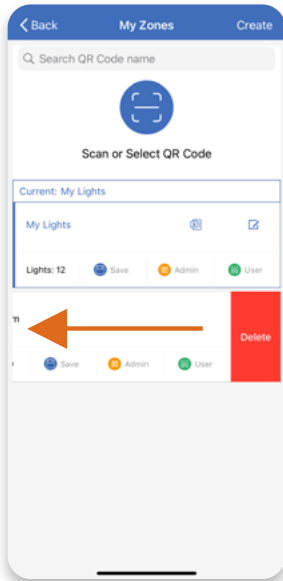 Back My Zones Create
Search QR Code name
Scan or Select QR Code
Current: My Lights
My Lights
Lights: 12 Save Admin User
m
Delete
Save Admin User